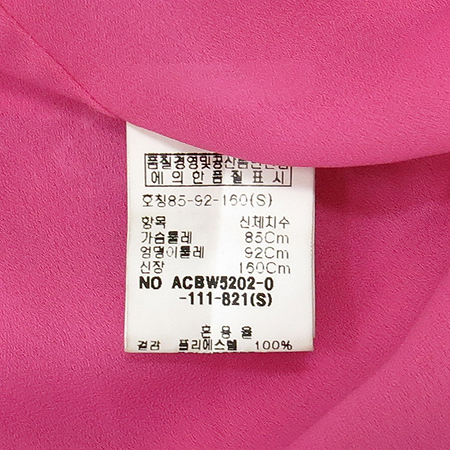 품질경영및공산품안전관리법
에 의한 품질 표시
호칭85-92-160(S)
항목 신체치수
가슴둘레 85Cm
엉덩이둘레 92Cm
신장 160Cm
NO ACBW5202-0
-111-821(S)
혼용율
겉감 폴리에스텔 100%